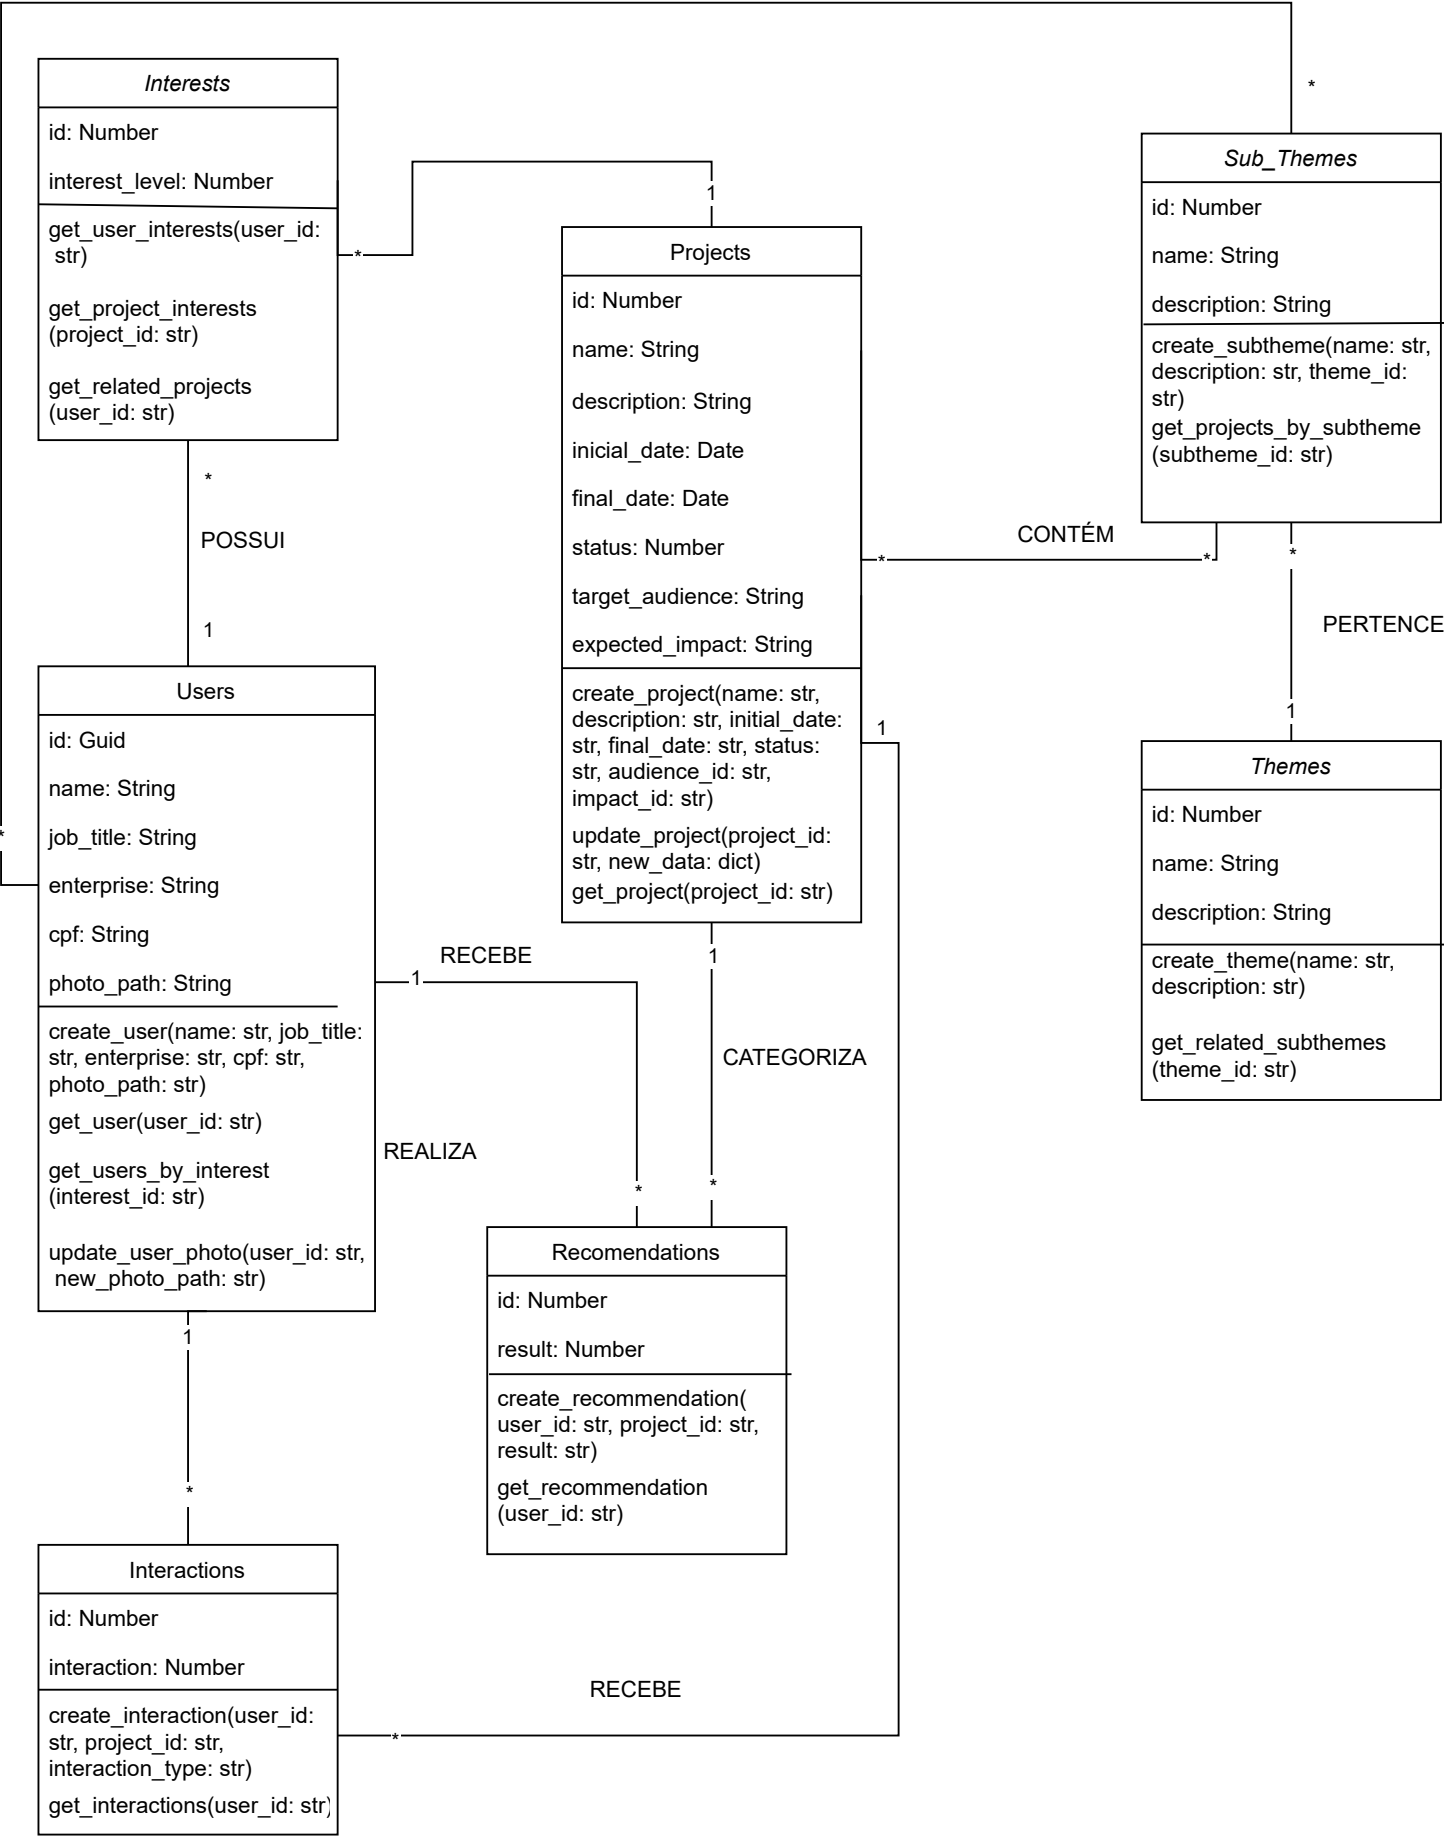 *
Interests
id: Number
interest_level: Number
get_user_interests(user_id:
str)
get_project_interests
(project_id: str)
get_related_projects
(user_id: str)
*
1
*
POSSUI
1
Projects
id: Number
name: String
description: String
inicial_date: Date
final_date: Date
status: Number
target_audience: String
expected_impact: String
create_project(name: str,
description: str, initial_date:
str, final_date: str, status:
str, audience_id: str,
impact_id: str)
update_project(project_id:
str, new_data: dict)
get_project(project_id: str)
Sub_Themes
id: Number
name: String
description: String
create_subtheme(name: str,
description: str, theme_id:
str)
get_projects_by_subtheme
(subtheme_id: str)
CONTÉM
*
*
*
PERTENCE
1
Themes
id: Number
name: String
description: String
create_theme(name: str,
description: str)
get_related_subthemes
(theme_id: str)
*
Users
id: Guid
name: String
job_title: String
enterprise: String
cpf: String
photo_path: String
create_user(name: str, job_title:
str, enterprise: str, cpf: str,
photo_path: str)
get_user(user_id: str)
get_users_by_interest
(interest_id: str)
update_user_photo(user_id: str,
new_photo_path: str)
1
RECEBE
1
1
CATEGORIZA
REALIZA
*
*
Recomendations
id: Number
result: Number
create_recommendation(
user_id: str, project_id: str,
result: str)
get_recommendation
(user_id: str)
1
*
Interactions
id: Number
interaction: Number
create_interaction(user_id:
str, project_id: str,
interaction_type: str)
get_interactions(user_id: str)
RECEBE
*